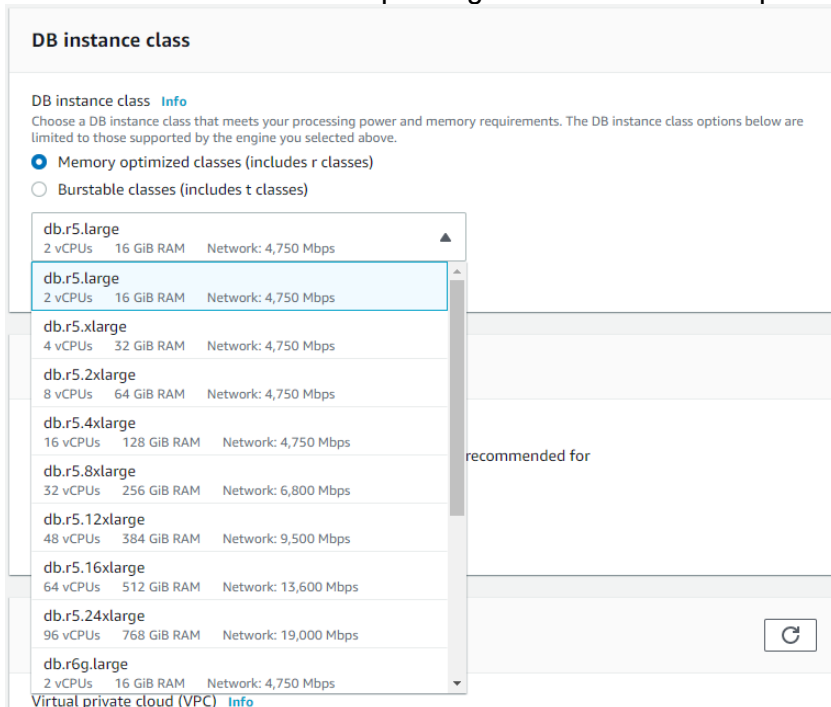 DB instance class
DB instance class Info
Choose a DB instance class that meets your processing power and memory requirements. The DB instance class options below are
limited to those supported by the engine you selected above.
Memory optimized classes (includes r classes)
Burstable classes (includes t classes)
db.r5.large
2 vCPUs 16 GiB RAM Network: 4,750 Mbps
db.r5.large
2 vCPUs 16 GiB RAM Network: 4,750 Mbps
db.r5.xlarge
4 vCPUs 32 GiB RAM Network: 4,750 Mbps
db.r5.2xlarge
8 vCPUs 64 GiB RAM Network: 4,750 Mbps
db.r5.4xlarge
16 vCPUs 128 GiB RAM Network: 4,750 Mbps
recommended for
db.r5.8xlarge
32 vCPUs 256 GiB RAM Network: 6,800 Mbps
db.r5.12xlarge
48 vCPUs 384 GiB RAM Network: 9,500 Mbps
db.r5.16xlarge
64 vCPUs 512 GiB RAM Network: 13,600 Mbps
db.r5.24xlarge
96 vCPUs 768 GiB RAM Network: 19,000 Mbps
db.r6g.large
2 vCPUs 16 GiB RAM Network: 4,750 Mbps
Virtual private cloud (VPC) Info